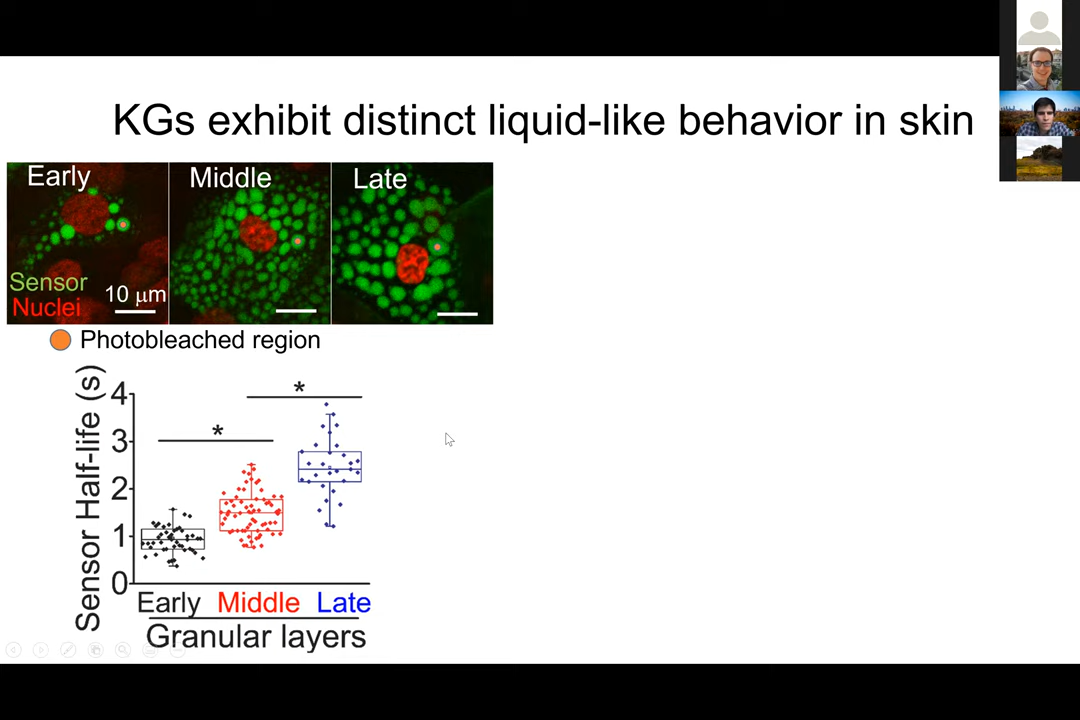 KGs exhibit distinct liquid-like behavior in skin
Early
Middle
Late
Sensor
Nuclei
10 μm
Photobleached region
Sensor Half-life (s)
4
3
2
1
0
*
*
Early
Middle
Late
Granular layers